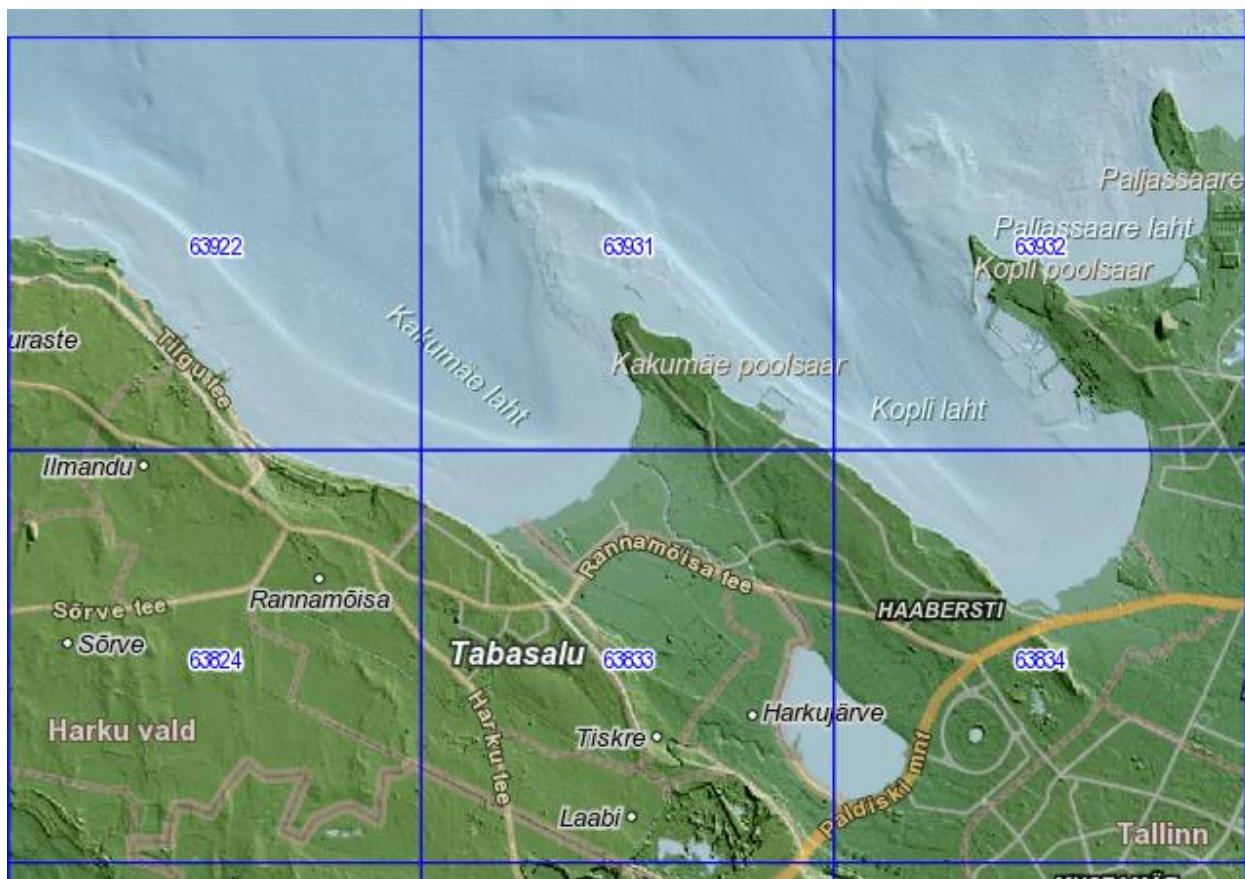 Paljassaare
Paljassaare laht
63922
63931
63932
Kopli poolsaar
uraste
Tilgu tee
Kakumäe laht
Kakumäe poolsaar
Kopli laht
Ilmandu
Rannamõisa tee
Rannamõisa
Sõrve tee
HAABERSTI
Sõrve
Tabasalu
63824
63833
63834
Harku vald
Harku tee
Harkujärve
Tiskre
Paldiski mnt
Laabi
Tallinn